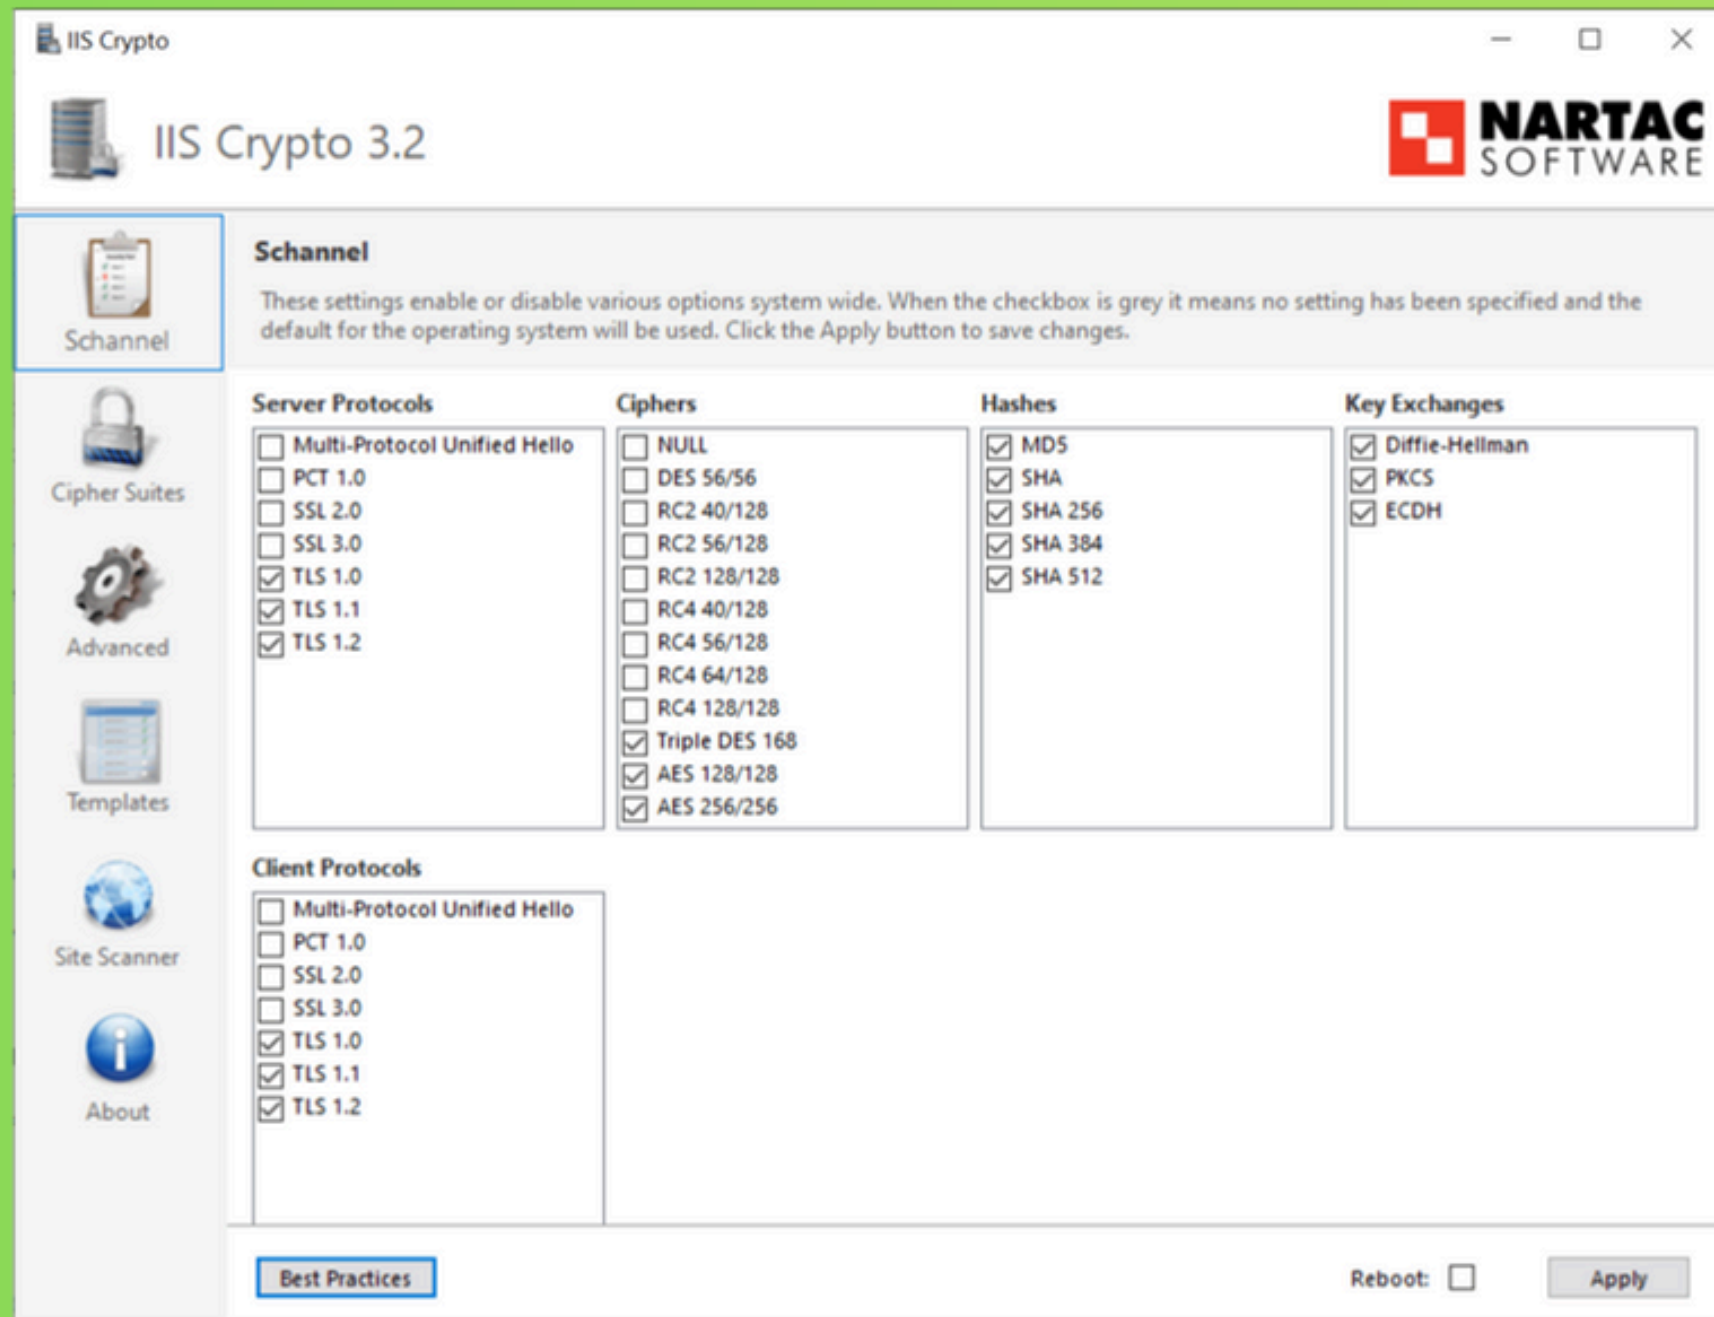 IIS Crypto
IIS Crypto 3.2
NARTAC
SOFTWARE
Schannel
Cipher Suites
Advanced
Templates
Site Scanner
About
Schannel
These settings enable or disable various options system wide. When the checkbox is grey it means no setting has been specified and the
default for the operating system will be used. Click the Apply button to save changes.
Server Protocols
Multi-Protocol Unified Hello
PCT 1.0
SSL 2.0
SSL 3.0
TLS 1.0
TLS 1.1
TLS 1.2
Ciphers
NULL
DES 56/56
RC2 40/128
RC2 56/128
RC2 128/128
RC4 40/128
RC4 56/128
RC4 64/128
RC4 128/128
Triple DES 168
AES 128/128
AES 256/256
Hashes
MD5
SHA
SHA 256
SHA 384
SHA 512
Key Exchanges
Diffie-Hellman
PKCS
ECDH
Client Protocols
Multi-Protocol Unified Hello
PCT 1.0
SSL 2.0
SSL 3.0
TLS 1.0
TLS 1.1
TLS 1.2
Best Practices
Reboot:
Apply